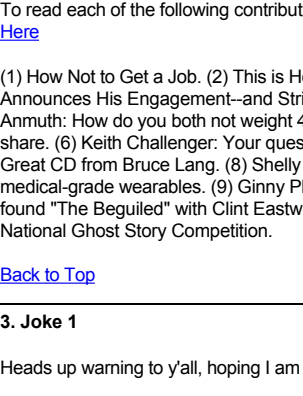 To read each of the following contribut
Here
(1) How Not to Get a Job. (2) This is H
Announces His Engagement--and Stri
Anmuth: How do you both not weight 4
share. (6) Keith Challenger: Your ques
Great CD from Bruce Lang. (8) Shelly
medical-grade wearables. (9) Ginny P
found "The Beguiled" with Clint Eastw
National Ghost Story Competition.
Back to Top
3. Joke 1
Heads up warning to y'all, hoping I am